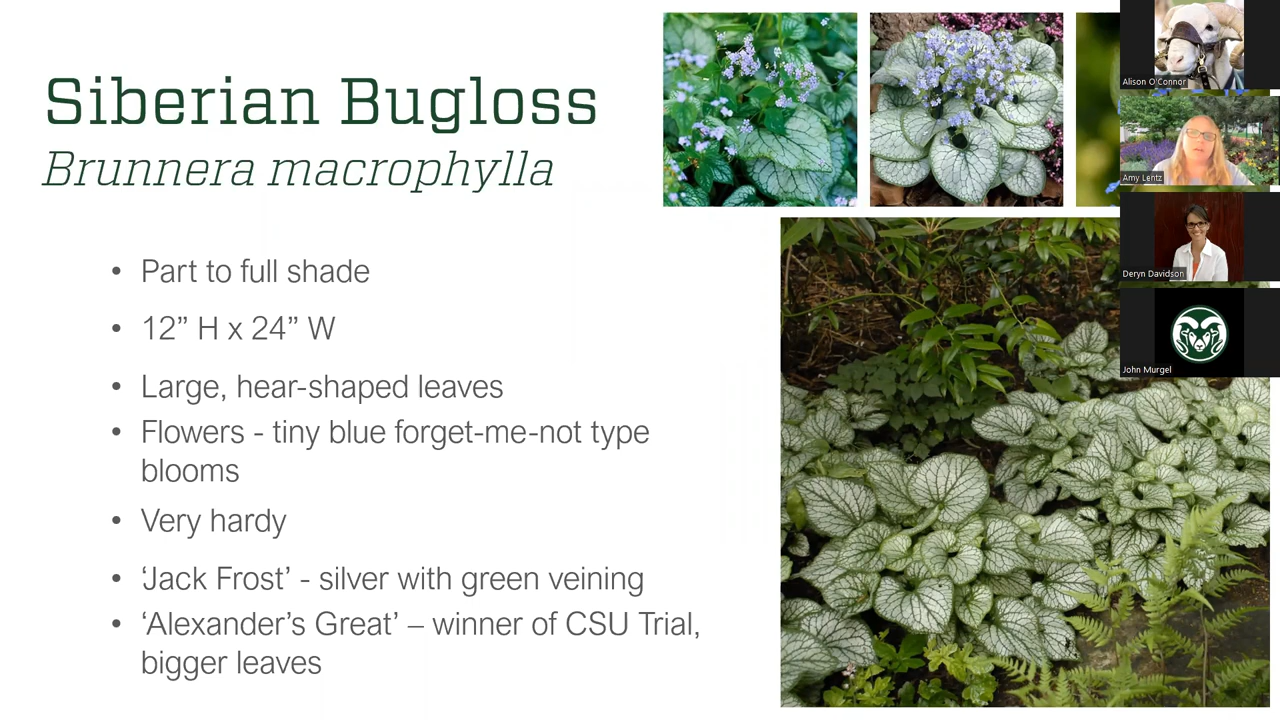 Siberian Bugloss
Brunnera macrophylla
• Part to full shade
• 12” H x 24” W
• Large, hear-shaped leaves
• Flowers - tiny blue forget-me-not type
blooms
• Very hardy
• ‘Jack Frost’ - silver with green veining
• ‘Alexander’s Great’ – winner of CSU Trial,
bigger leaves
Alison O'Connor
Amy Lentz
Deryn Davidson
John Murgel